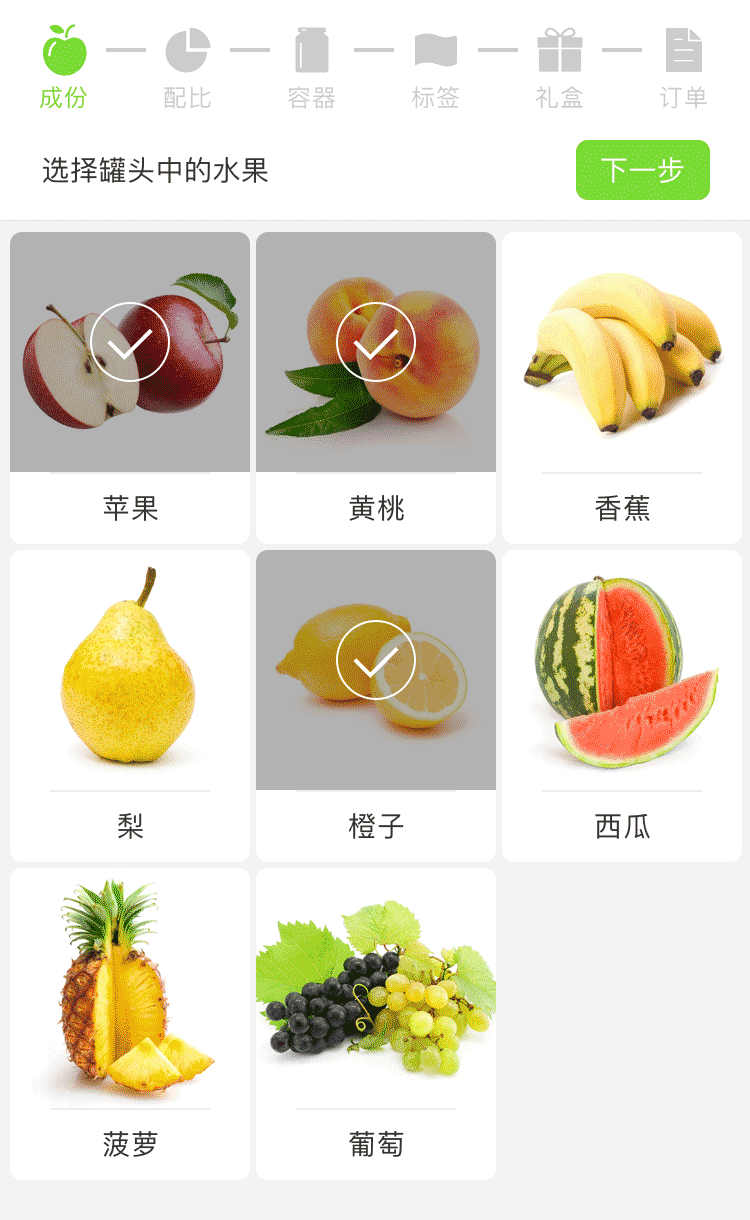 成份 配比 容器 标签 礼盒 订单
选择罐头中的水果 下一步
苹果 黄桃 香蕉
梨 橙子 西瓜
菠萝 葡萄